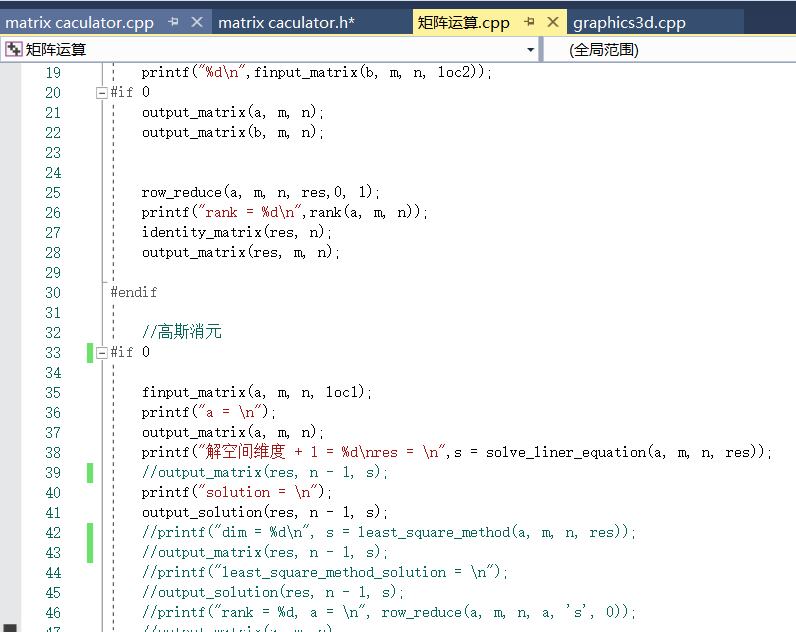 matrix caculator.cpp matrix caculator.h* 矩阵运算.cpp graphics3d.cpp
矩阵运算 (全局范围)
19 printf("%d\n",finput_matrix(b, m, n, loc2));
20 #if 0
21 output_matrix(a, m, n);
22 output_matrix(b, m, n);
23
24
25 row_reduce(a, m, n, res,0, 1);
26 printf("rank = %d\n",rank(a, m, n));
27 identity_matrix(res, n);
28 output_matrix(res, m, n);
29
30 #endif
31
32 //高斯消元
33 #if 0
34
35 finput_matrix(a, m, n, loc1);
36 printf("a = \n");
37 output_matrix(a, m, n);
38 printf("解空间维度 + 1 = %d\nres = \n",s = solve_liner_equation(a, m, n, res));
39 //output_matrix(res, n - 1, s);
40 printf("solution = \n");
41 output_solution(res, n - 1, s);
42 //printf("dim = %d\n", s = least_square_method(a, m, n, res));
43 //output_matrix(res, n - 1, s);
44 //printf("least_square_method_solution = \n");
45 //output_solution(res, n - 1, s);
46 //printf("rank = %d, a = \n", row_reduce(a, m, n, a, 's', 0));